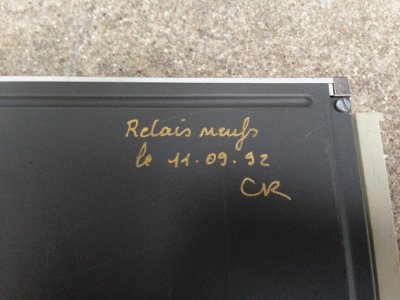 Relais neufs
le 11.09.92
CR